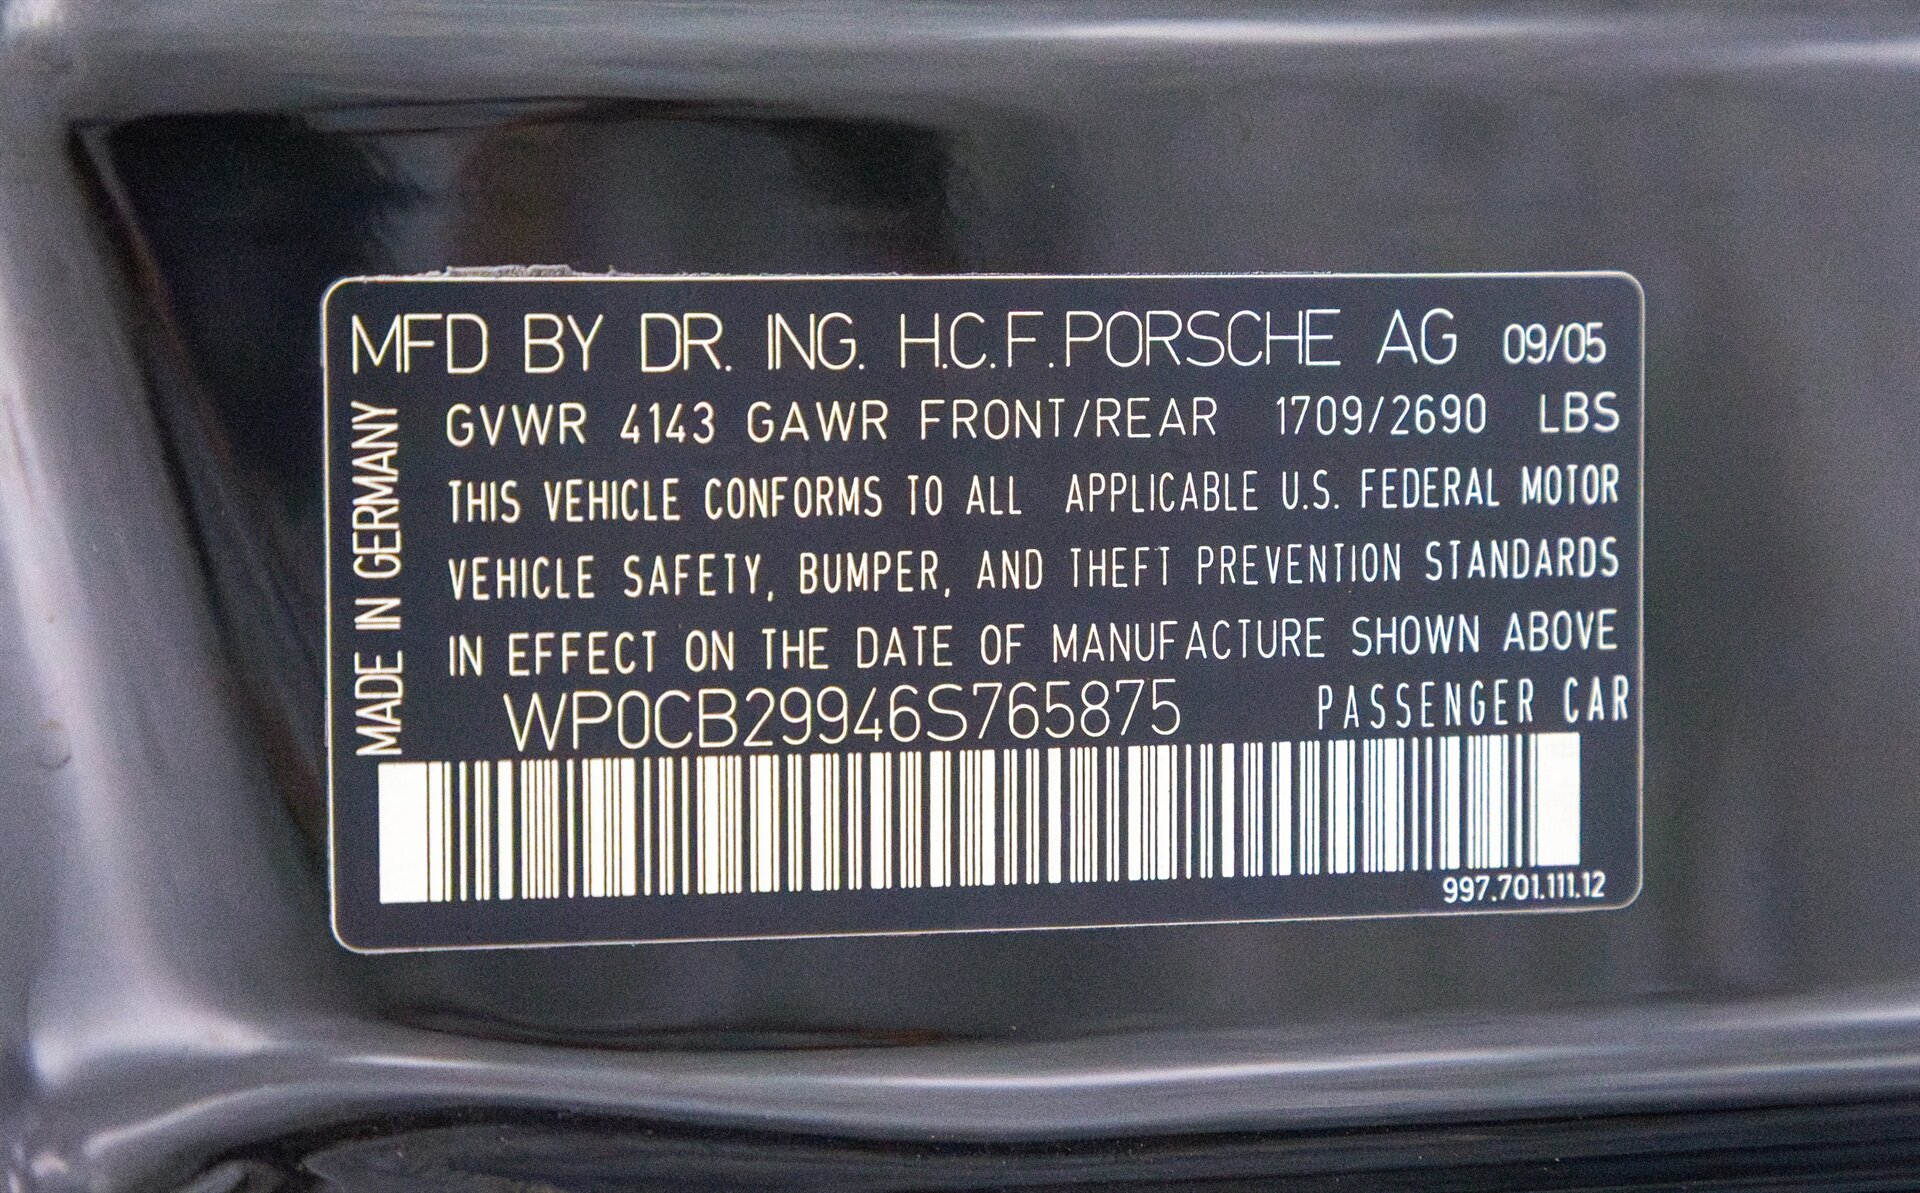 MFD BY DR. ING. H.C.F. PORSCHE AG 09/05
GVWR 4143 GAWR FRONT/REAR 1709/2690 LBS
THIS VEHICLE CONFORMS TO ALL APPLICABLE U.S. FEDERAL MOTOR
VEHICLE SAFETY, BUMPER, AND THEFT PREVENTION STANDARDS
IN EFFECT ON THE DATE OF MANUFACTURE SHOWN ABOVE
WP0CB29946S765875 PASSENGER CAR
997.701.111.12
MADE IN GERMANY